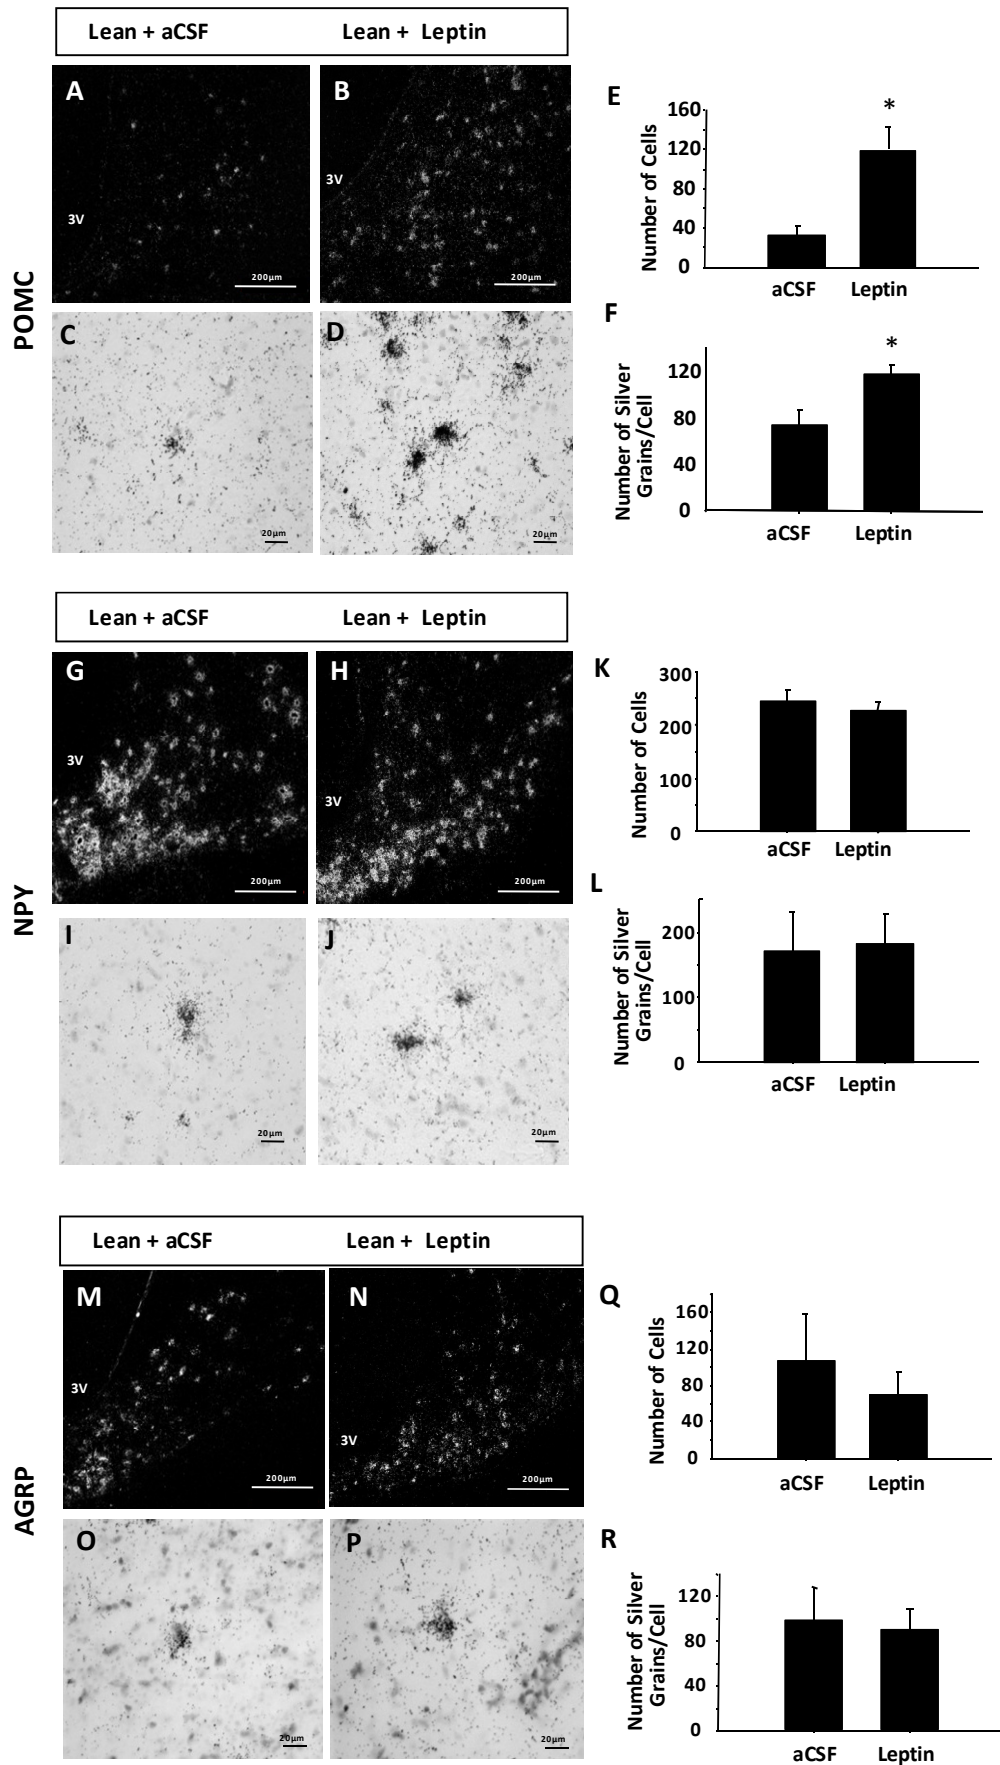 Lean + aCSF Lean + Leptin
POMC
A
3V
200µm
B
3V
200µm
C
20µm
D
20µm
E
Number of Cells
160
120
80
40
0
*
aCSF Leptin
F
Number of Silver
Grains/Cell
120
80
40
0
*
aCSF Leptin
Lean + aCSF Lean + Leptin
NPY
G
3V
200µm
H
3V
200µm
I
20µm
J
20µm
K
Number of Cells
300
200
100
0
aCSF Leptin
L
Number of Silver
Grains/Cell
200
100
0
aCSF Leptin
Lean + aCSF Lean + Leptin
AGRP
M
3V
200µm
N
3V
200µm
O
20µm
P
20µm
Q
Number of Cells
160
120
80
40
0
aCSF Leptin
R
Number of Silver
Grains/Cell
120
80
40
0
aCSF Leptin